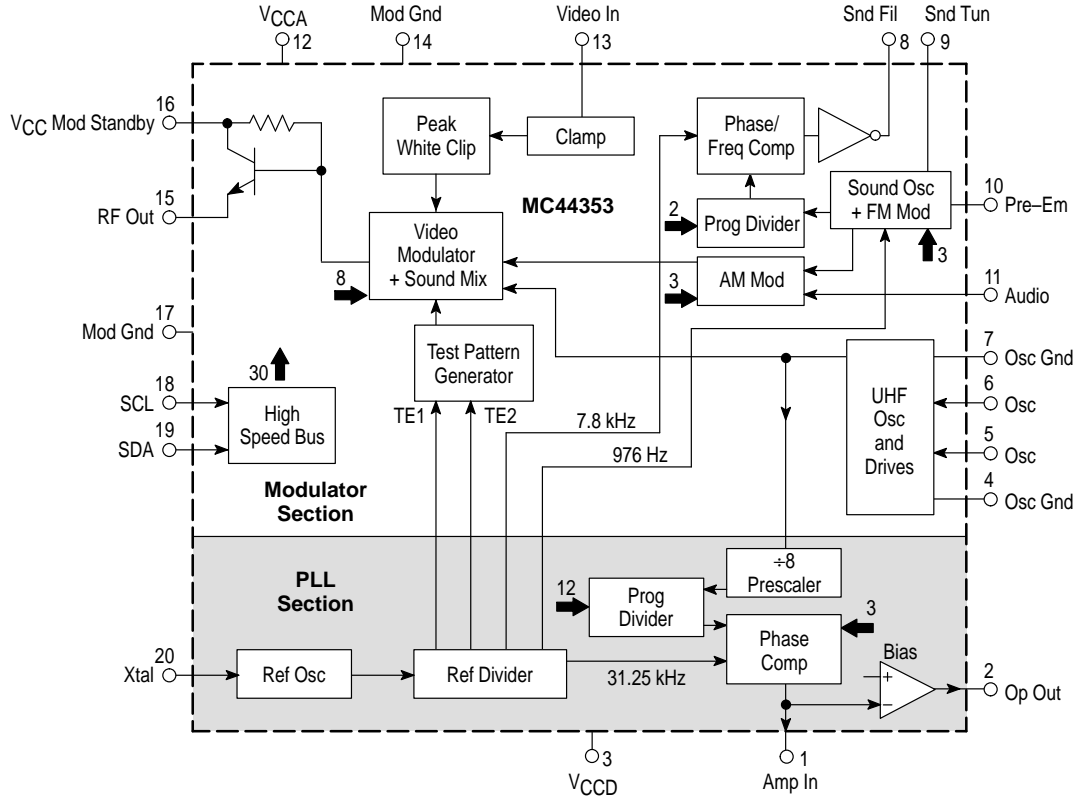 VCCA
12
Mod Gnd
14
Video In
13
Snd Fil
8
Snd Tun
9
16
VCC Mod Standby
15
RF Out
Peak
White Clip
Clamp
Phase/
Freq Comp
MC44353
2
Prog Divider
Sound Osc
+ FM Mod
3
10
Pre–Em
Video
Modulator
+ Sound Mix
8
3
AM Mod
11
Audio
17
Mod Gnd
30
18
SCL
19
SDA
High
Speed Bus
Test Pattern
Generator
TE1
TE2
7.8 kHz
976 Hz
UHF
Osc
and
Drives
7
Osc Gnd
6
Osc
5
Osc
4
Osc Gnd
Modulator
Section
PLL
Section
÷8
Prescaler
12
Prog
Divider
3
Phase
Comp
20
Xtal
Ref Osc
Ref Divider
31.25 kHz
Bias
+
–
2
Op Out
3
VCCD
1
Amp In